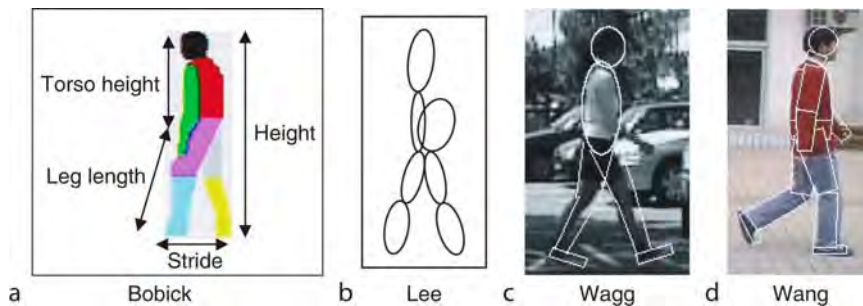 Torso height
Height
Leg length
Stride
a Bobick b Lee c Wagg d Wang